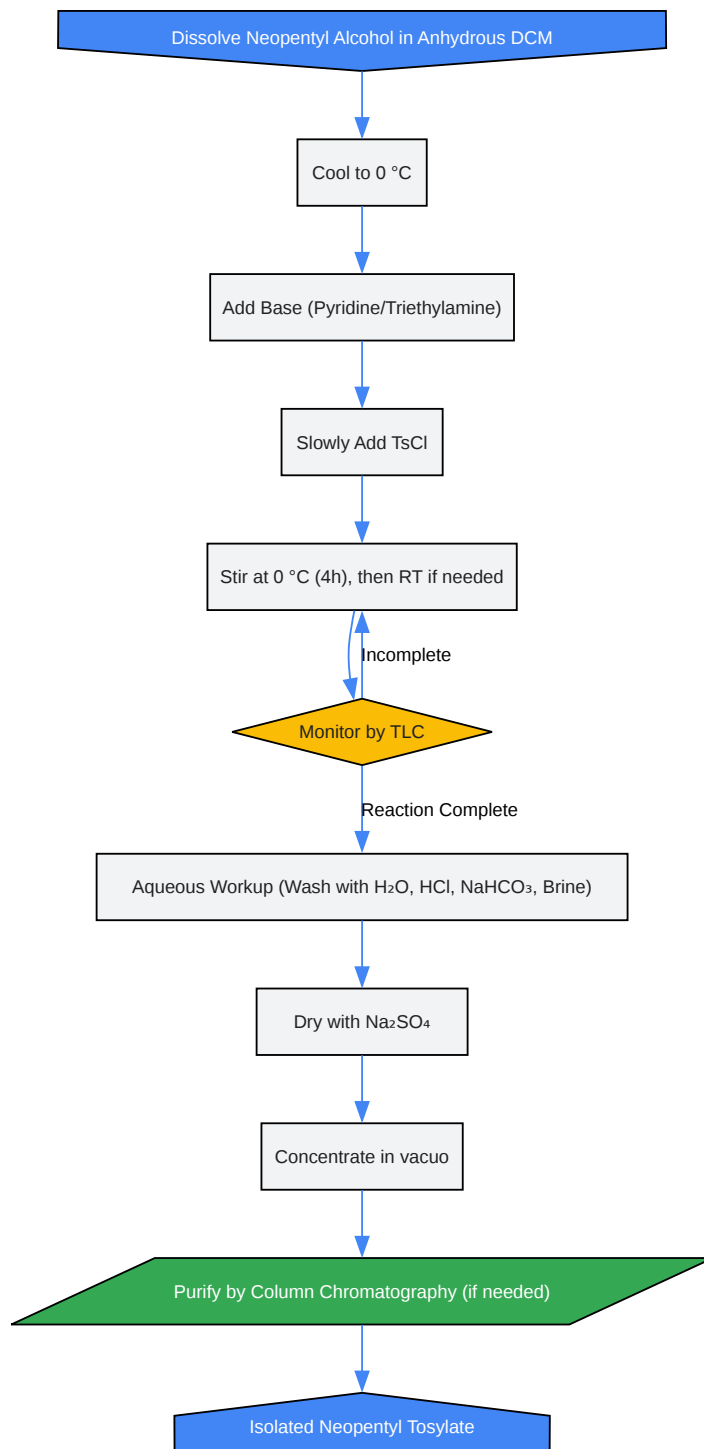 Dissolve Neopentyl Alcohol in Anhydrous DCM
Cool to 0 °C
Add Base (Pyridine/Triethylamine)
Slowly Add TsCl
Stir at 0 °C (4h), then RT if needed
Incomplete
Monitor by TLC
Reaction Complete
Aqueous Workup (Wash with H₂O, HCl, NaHCO₃, Brine)
Dry with Na₂SO₄
Concentrate in vacuo
Purify by Column Chromatography (if needed)
Isolated Neopentyl Tosylate